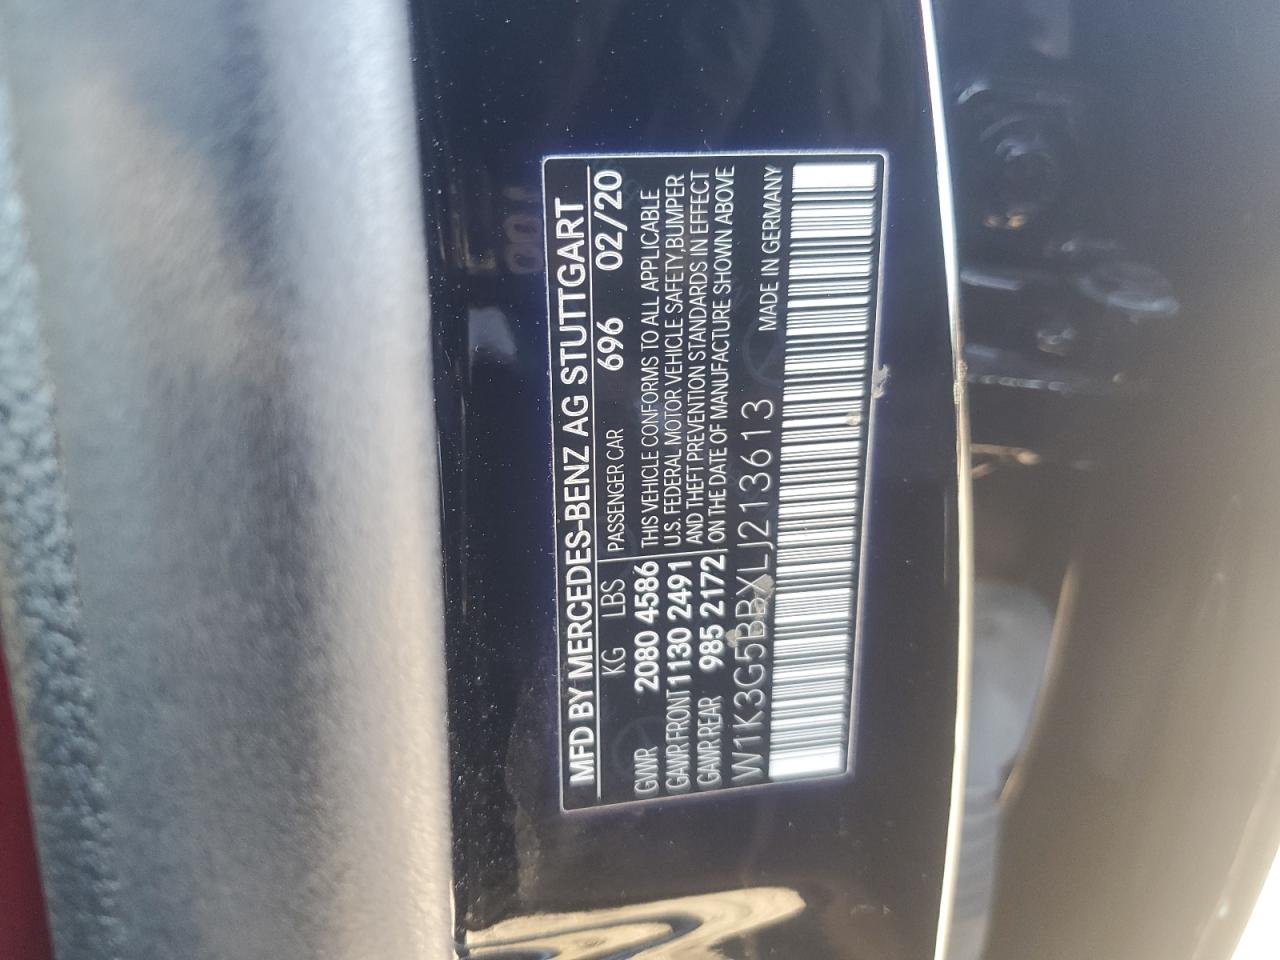 MFD BY MERCEDES-BENZ AG STUTTGART
KG LBS PASSENGER CAR 696 02/20
GVWR 2080 4586 THIS VEHICLE CONFORMS TO ALL APPLICABLE
GAWR FRONT 1130 2491 U.S. FEDERAL MOTOR VEHICLE SAFETY,BUMPER
GAWR REAR 985 2172 AND THEFT PREVENTION STANDARDS IN EFFECT
ON THE DATE OF MANUFACTURE SHOWN ABOVE
W1K3G5BBXLJ213613 MADE IN GERMANY